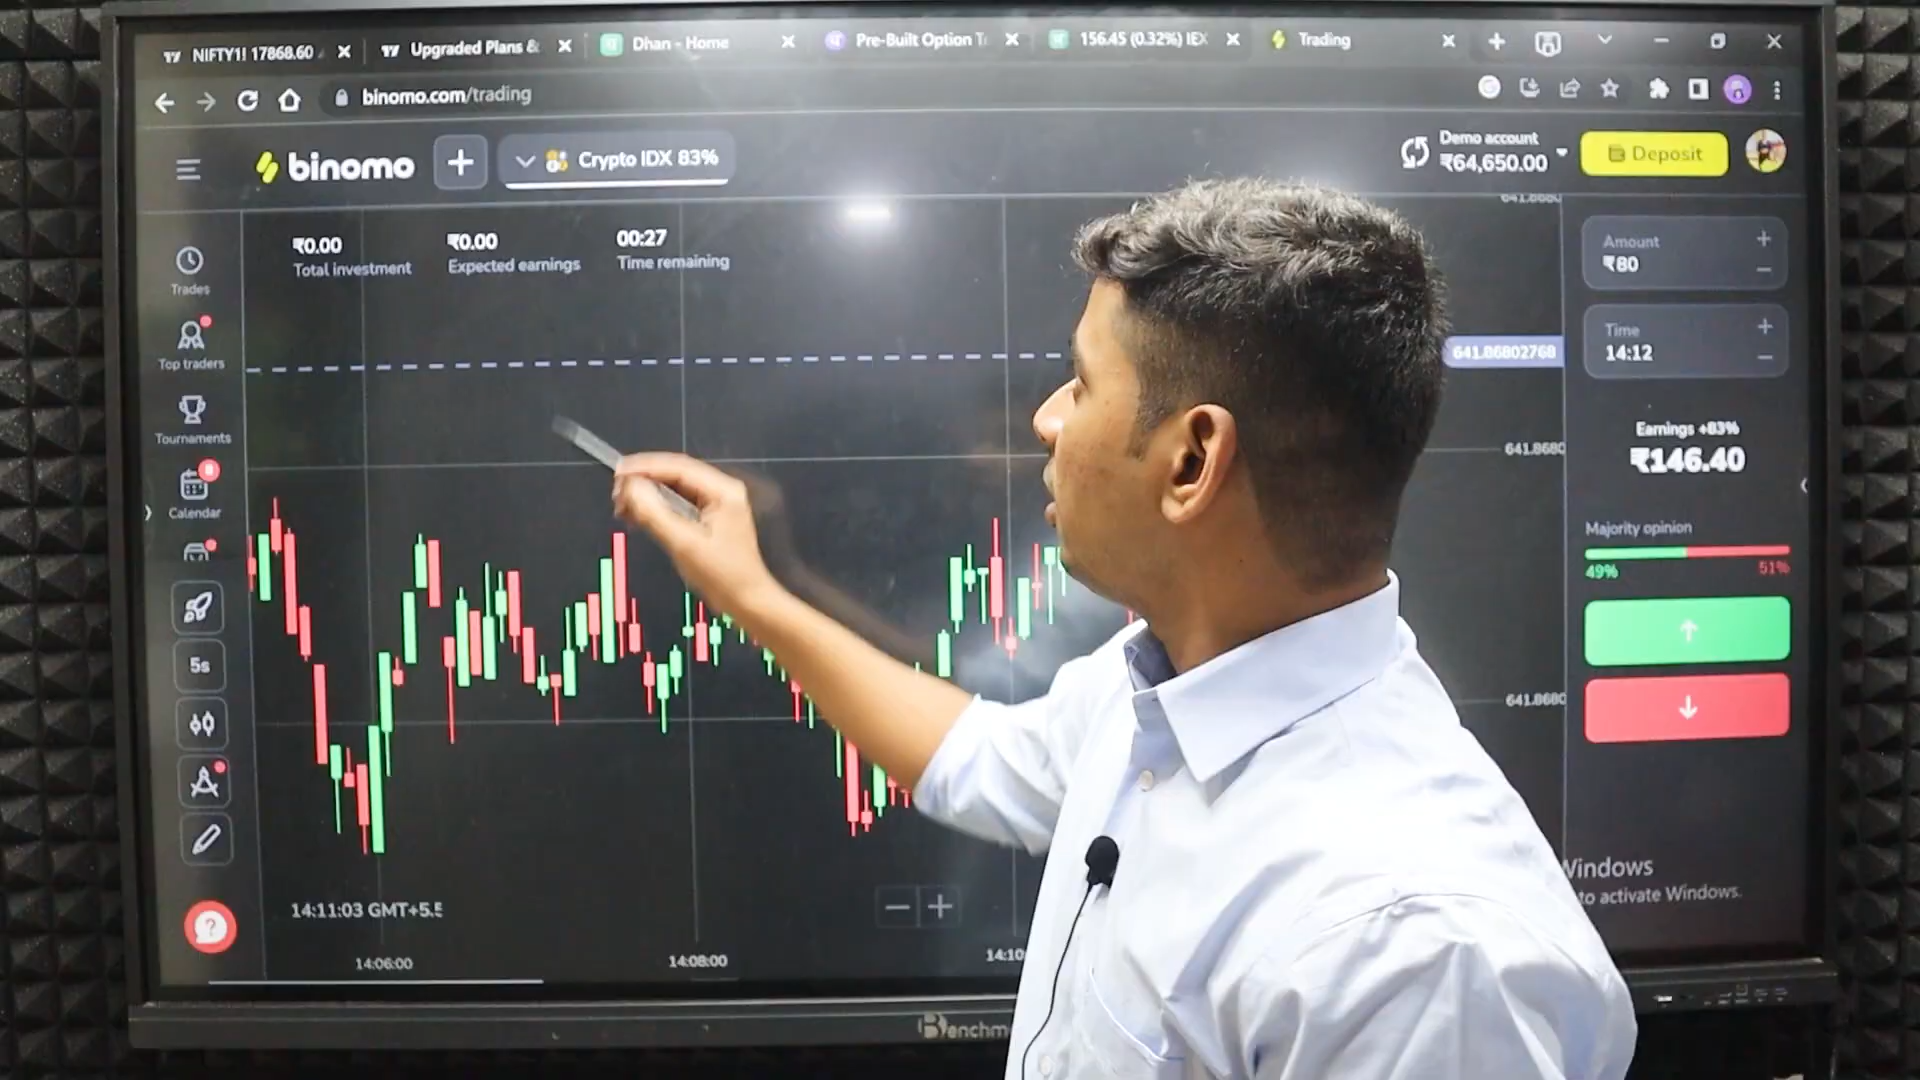 NIFTY1! 17868.60
Upgraded Plans &
Dhan - Home
Pre-Built Option T
156.45 (0.32%) IEX
Trading
binomo.com/trading
binomo
Crypto IDX 83%
Demo account
₹64,650.00
Deposit
₹0.00
Total investment
₹0.00
Expected earnings
00:27
Time remaining
Trades
Top traders
Tournaments
Calendar
5s
641.86802768
641.8680
641.8680
Amount
₹80
Time
14:12
Earnings +83%
₹146.40
Majority opinion
49%
51%
Windows
to activate Windows.
14:11:03 GMT+5.5
14:06:00
14:08:00
14:10
Benchm